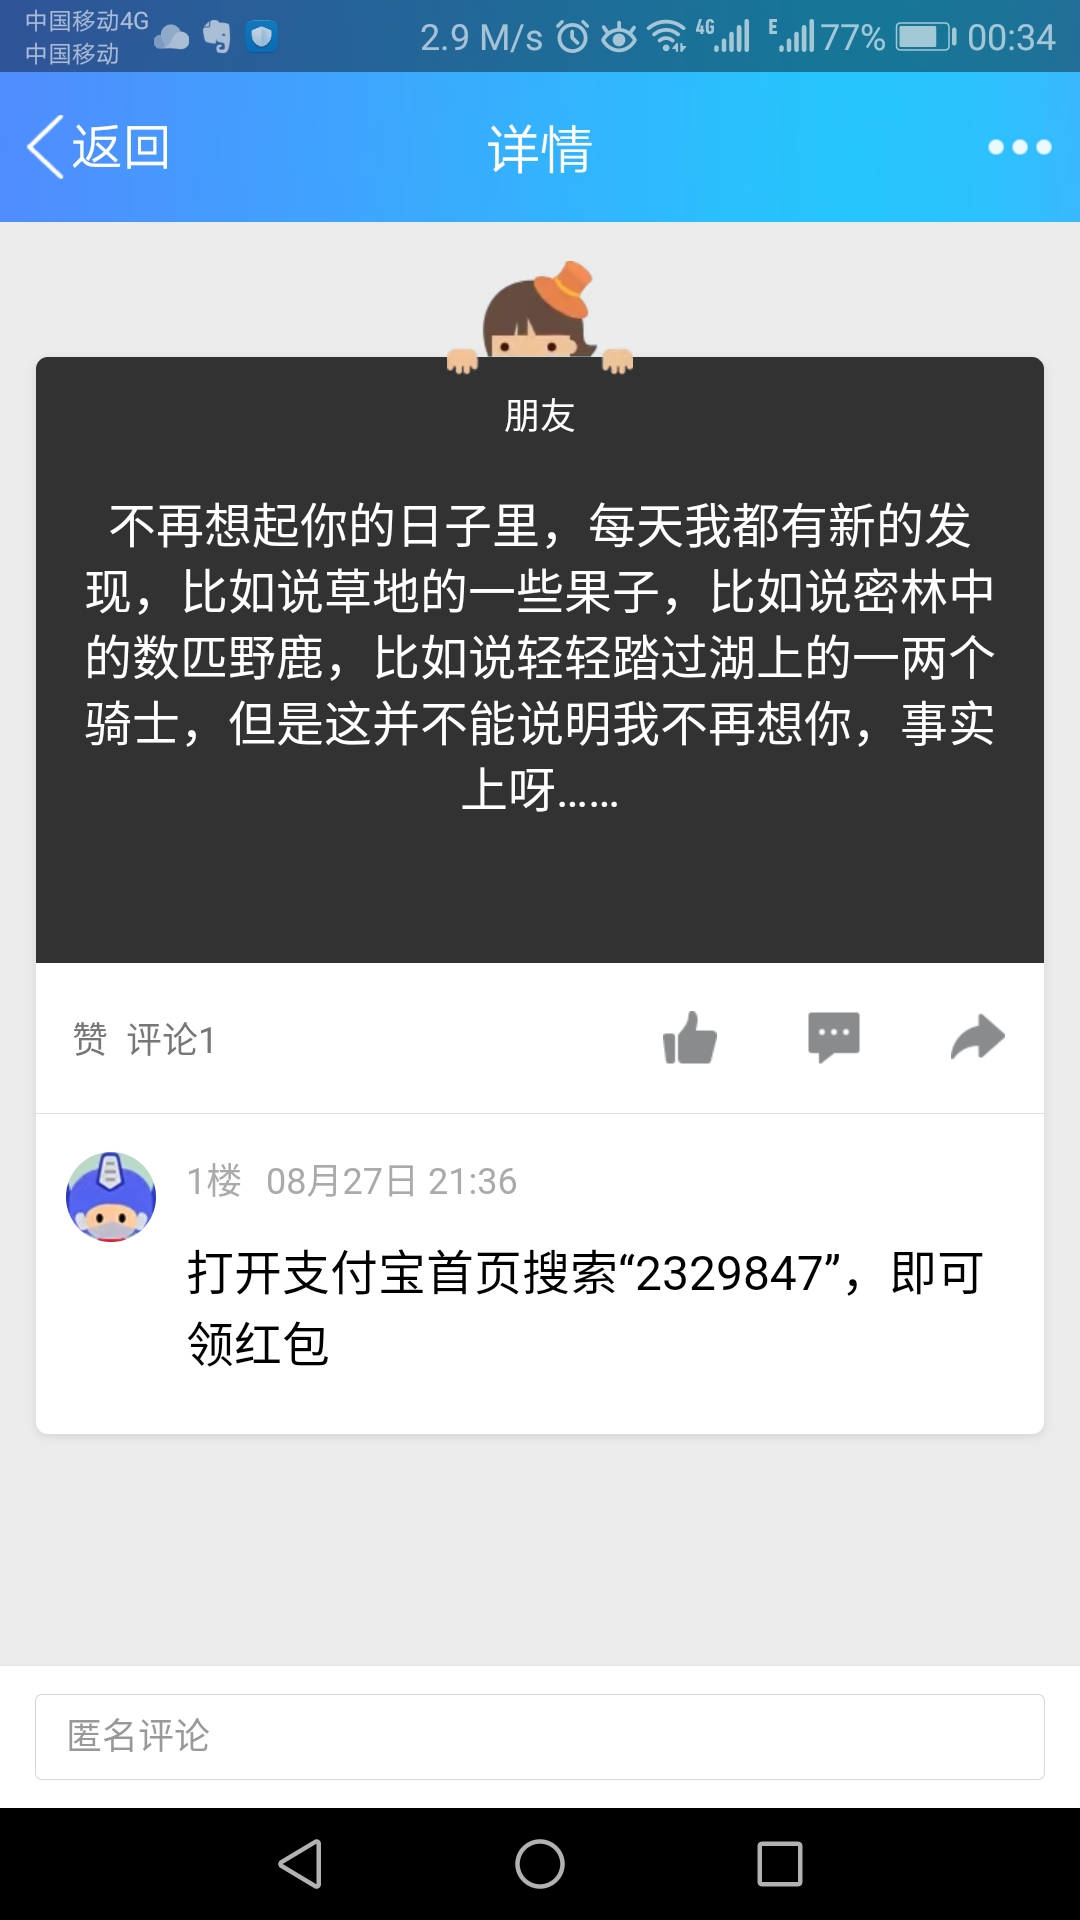 中国移动4G
中国移动
2.9 M/s
4G
E
77%
00:34
返回
详情
朋友
不再想起你的日子里，每天我都有新的发
现，比如说草地的一些果子，比如说密林中
的数匹野鹿，比如说轻轻踏过湖上的一两个
骑士，但是这并不能说明我不再想你，事实
上呀……
赞 评论1
1楼 08月27日 21:36
打开支付宝首页搜索“2329847”，即可
领红包
匿名评论